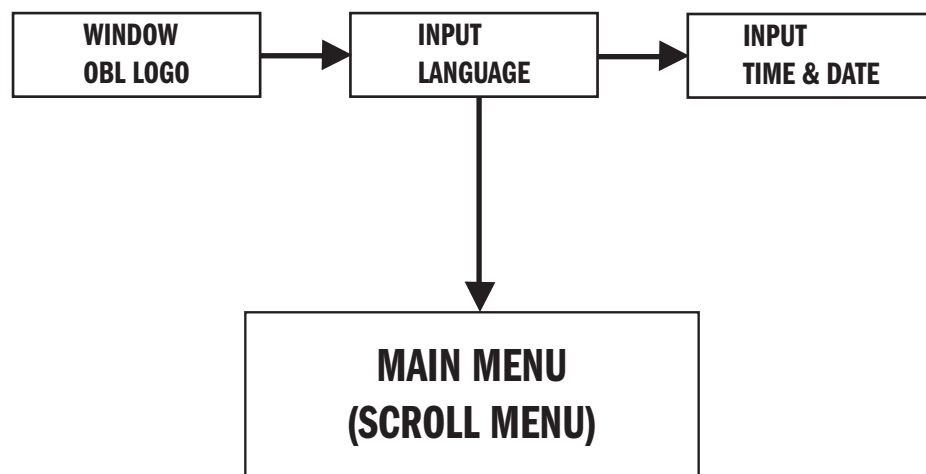 WINDOW
OBL LOGO
INPUT
LANGUAGE
INPUT
TIME & DATE
MAIN MENU
(SCROLL MENU)